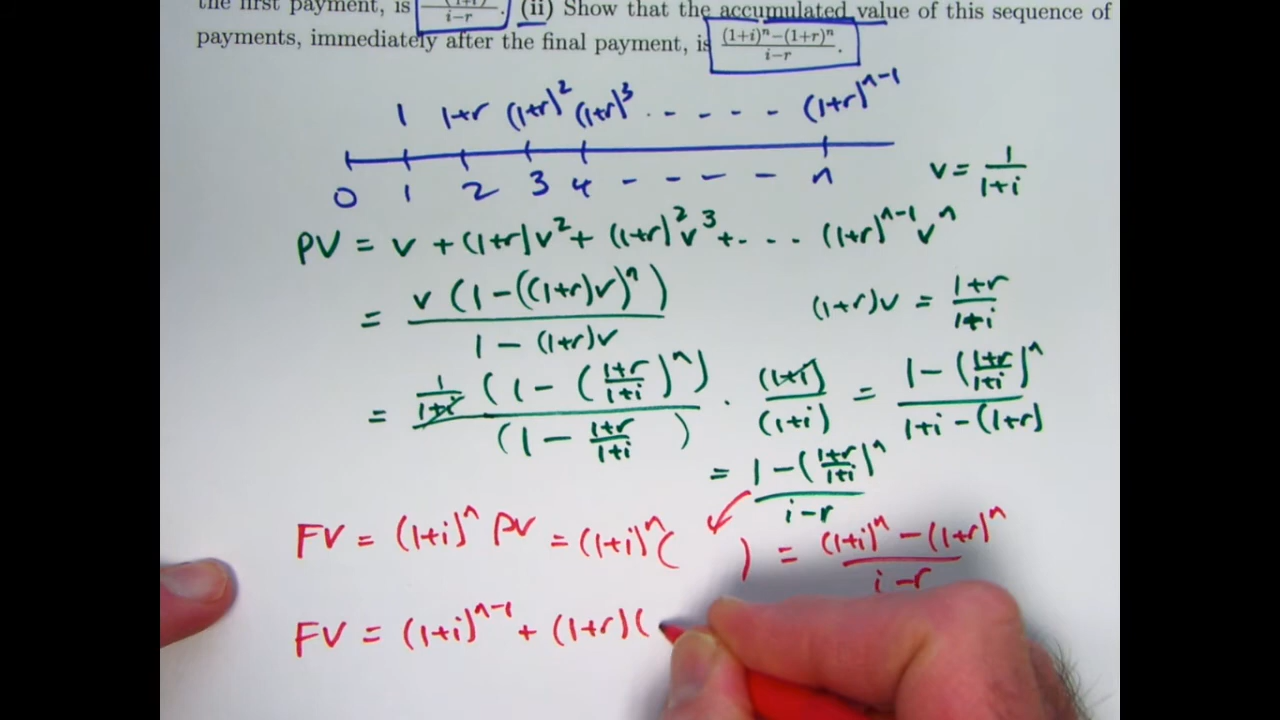 the first payment, is (1+i) / i−r. (ii) Show that the accumulated value of this sequence of
payments, immediately after the final payment, is ((1+i)^n−(1+r)^n)/(i−r).
1 1+r (1+r)^2 (1+r)^3 . - - - - (1+r)^(n-1)
0 1 2 3 4 - - - - n
v = 1/(1+i)
PV = v + (1+r)v^2 + (1+r)^2 v^3 + . - - . (1+r)^(n-1) v^n
= v(1-((1+r)v)^n) / (1-(1+r)v)
(1+r)v = (1+r)/(1+i)
= 1/(1+i) (1-((1+r)/(1+i))^n) / (1-(1+r)/(1+i)) · (1+i)/(1+i) = (1-((1+r)/(1+i))^n) / (1+i-(1+r))
= (1-((1+r)/(1+i))^n) / (i-r)
FV = (1+i)^n PV = (1+i)^n ( ) = ((1+i)^n - (1+r)^n) / (i-r)
FV = (1+i)^(n-1) + (1+r)(